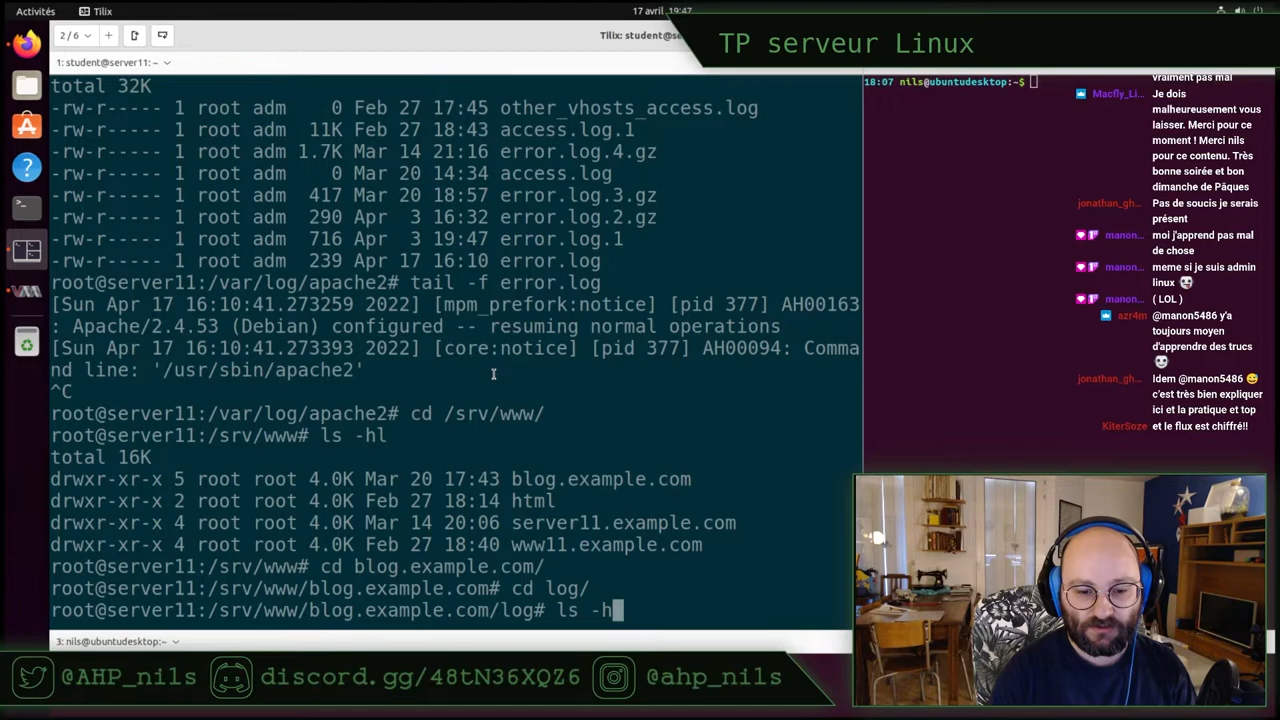 Activités
Tilix
17 avril 19:47
2/6
Tilix: student@se
TP serveur Linux
1: student@server11: ~
total 32K
-rw-r----- 1 root adm    0 Feb 27 17:45 other_vhosts_access.log
-rw-r----- 1 root adm  11K Feb 27 18:43 access.log.1
-rw-r----- 1 root adm 1.7K Mar 14 21:16 error.log.4.gz
-rw-r----- 1 root adm    0 Mar 20 14:34 access.log
-rw-r----- 1 root adm  417 Mar 20 18:57 error.log.3.gz
-rw-r----- 1 root adm  290 Apr  3 16:32 error.log.2.gz
-rw-r----- 1 root adm  716 Apr  3 19:47 error.log.1
-rw-r----- 1 root adm  239 Apr 17 16:10 error.log
root@server11:/var/log/apache2# tail -f error.log
[Sun Apr 17 16:10:41.273259 2022] [mpm_prefork:notice] [pid 377] AH00163
: Apache/2.4.53 (Debian) configured -- resuming normal operations
[Sun Apr 17 16:10:41.273393 2022] [core:notice] [pid 377] AH00094: Comma
nd line: '/usr/sbin/apache2'
^C
root@server11:/var/log/apache2# cd /srv/www/
root@server11:/srv/www# ls -hl
total 16K
drwxr-xr-x 5 root root 4.0K Mar 20 17:43 blog.example.com
drwxr-xr-x 2 root root 4.0K Feb 27 18:14 html
drwxr-xr-x 4 root root 4.0K Mar 14 20:06 server11.example.com
drwxr-xr-x 4 root root 4.0K Feb 27 18:40 www11.example.com
root@server11:/srv/www# cd blog.example.com/
root@server11:/srv/www/blog.example.com# cd log/
root@server11:/srv/www/blog.example.com/log# ls -h
3: nils@ubuntudesktop:~
18:07 nils@ubuntudesktop:~$
vraiment pas mal
Macfly_Li... Je dois
malheureusement vous
laisser. Merci pour ce
moment ! Merci nils
pour ce contenu. Très
bonne soirée et bon
dimanche de Pâques
jonathan_gh... Pas de soucis je serais
présent
manon... moi j'apprend pas mal
de chose
manon... meme si je suis admin
linux
manon... ( LOL )
azr4m @manon5486 y'a
toujours moyen
d'apprendre des trucs
jonathan_gh... Idem @manon5486
c'est très bien expliquer
ici et la pratique et top
KiterSoze et le flux est chiffré!!
@AHP_nils
discord.gg/48tN36XQZ6
@ahp_nils